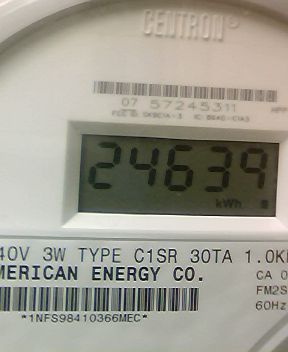 CENTRON®
07 57245311
24639
kWh
40V 3W TYPE C1SR 30TA 1.0K
MERICAN ENERGY CO.
CA 0
FM2S
60Hz
*1NFS98410366MEC*